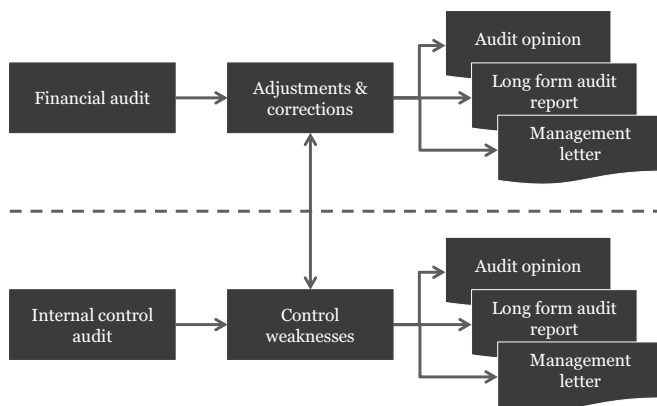 Audit opinion
Financial audit
Adjustments &
corrections
Long form audit
report
Management
letter
Audit opinion
Internal control
audit
Control
weaknesses
Long form audit
report
Management
letter